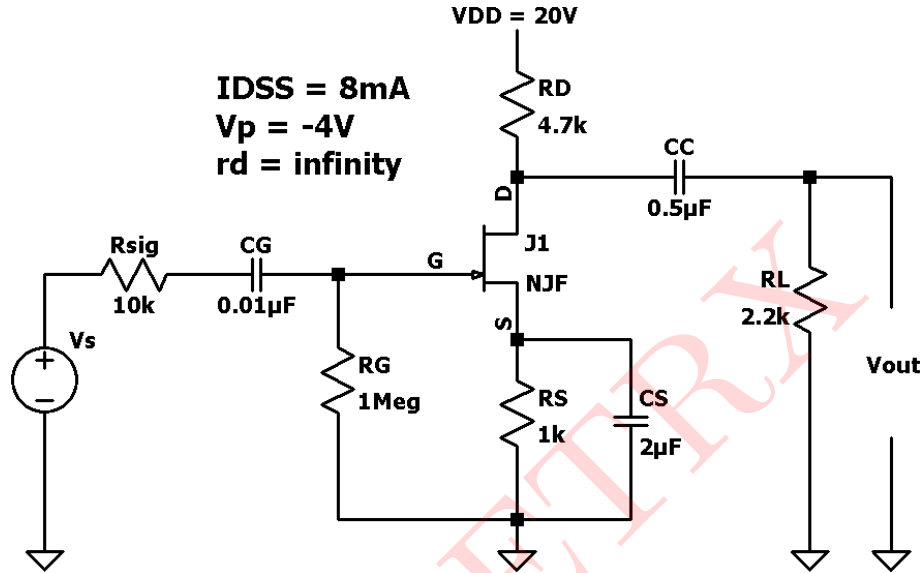 VDD = 20V
IDSS = 8mA
Vp = -4V
rd = infinity
RD
4.7k
CC
0.5µF
D
J1
NJF
G
S
Rsig
10k
CG
0.01µF
Vs
RG
1Meg
RS
1k
CS
2µF
RL
2.2k
Vout
ETRX